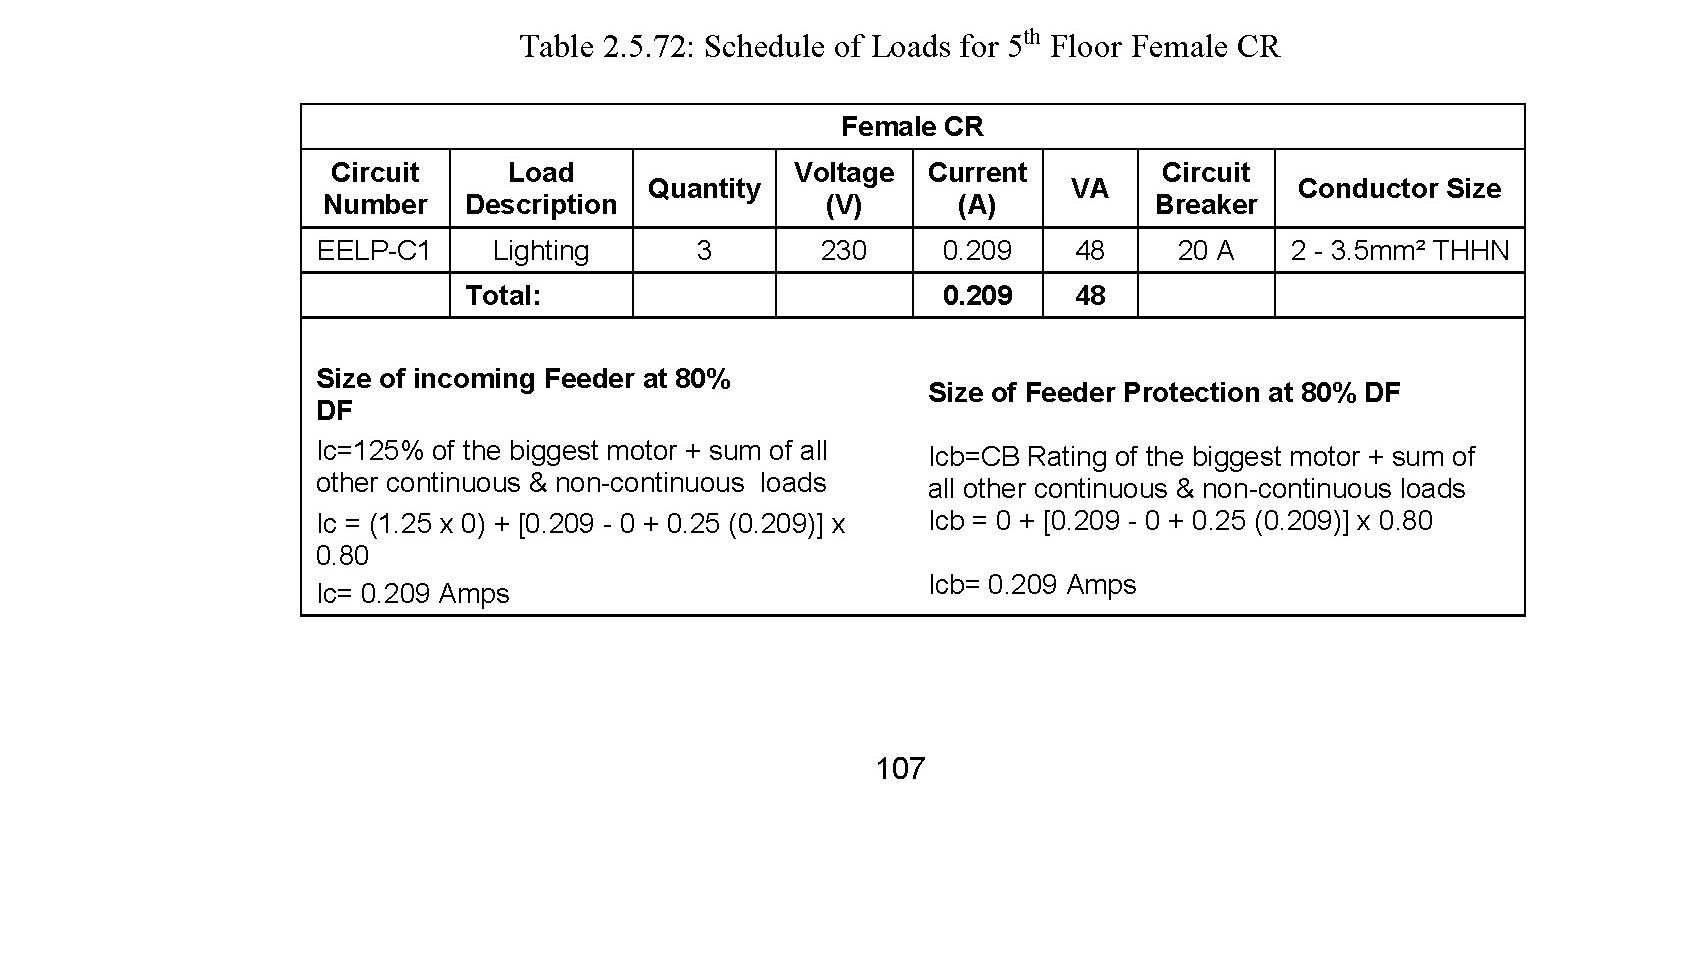 Table 2.5.72: Schedule of Loads for 5th Floor Female CR
Female CR
Circuit Number Load Description Quantity Voltage (V) Current (A) VA Circuit Breaker Conductor Size
EELP-C1 Lighting 3 230 0.209 48 20 A 2 - 3.5mm² THHN
Total: 0.209 48
Size of incoming Feeder at 80%
DF
Ic=125% of the biggest motor + sum of all
other continuous & non-continuous loads
Ic = (1.25 x 0) + [0.209 - 0 + 0.25 (0.209)] x
0.80
Ic= 0.209 Amps
Size of Feeder Protection at 80% DF
Icb=CB Rating of the biggest motor + sum of
all other continuous & non-continuous loads
Icb = 0 + [0.209 - 0 + 0.25 (0.209)] x 0.80
Icb= 0.209 Amps
107